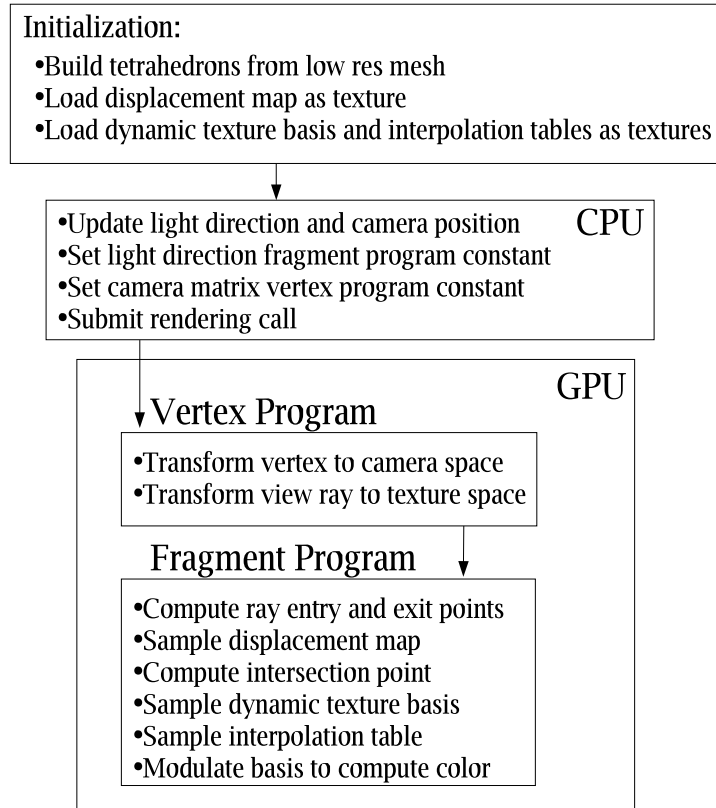 Initialization:
•Build tetrahedrons from low res mesh
•Load displacement map as texture
•Load dynamic texture basis and interpolation tables as textures
CPU
•Update light direction and camera position
•Set light direction fragment program constant
•Set camera matrix vertex program constant
•Submit rendering call
GPU
Vertex Program
•Transform vertex to camera space
•Transform view ray to texture space
Fragment Program
•Compute ray entry and exit points
•Sample displacement map
•Compute intersection point
•Sample dynamic texture basis
•Sample interpolation table
•Modulate basis to compute color